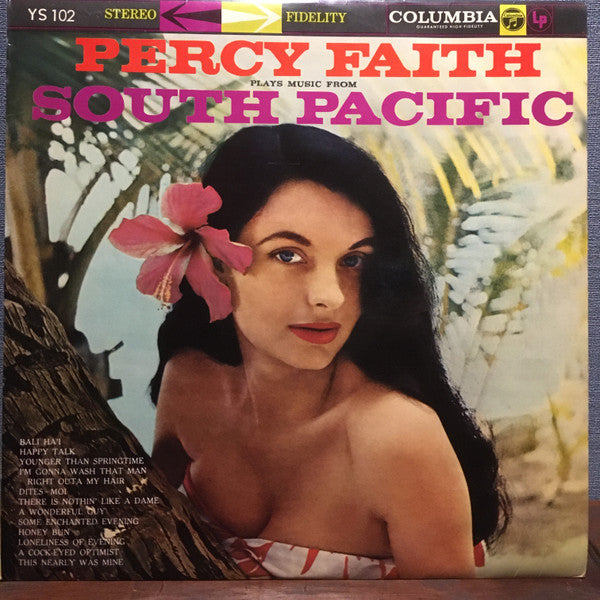 YS 102
STEREO FIDELITY
COLUMBIA
GUARANTEED HIGH FIDELITY
Lp
PERCY FAITH
PLAYS MUSIC FROM
SOUTH PACIFIC
BALI HA'I
HAPPY TALK
YOUNGER THAN SPRINGTIME
I'M GONNA WASH THAT MAN
RIGHT OUTA MY HAIR
DITES-MOI
THERE IS NOTHIN' LIKE A DAME
A WONDERFUL GUY
SOME ENCHANTED EVENING
HONEY BUN
LONELINESS OF EVENING
A COCK-EYED OPTIMIST
THIS NEARLY WAS MINE